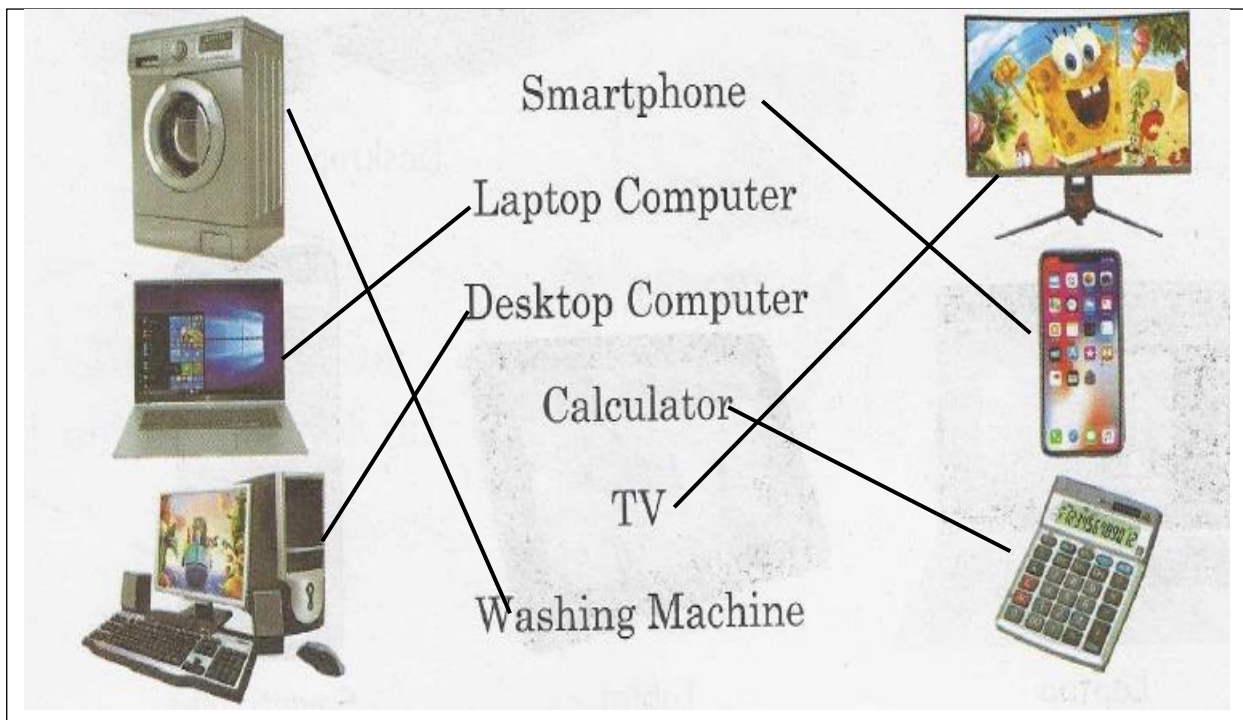 Smartphone
Laptop Computer
Desktop Computer
Calculator
TV
Washing Machine